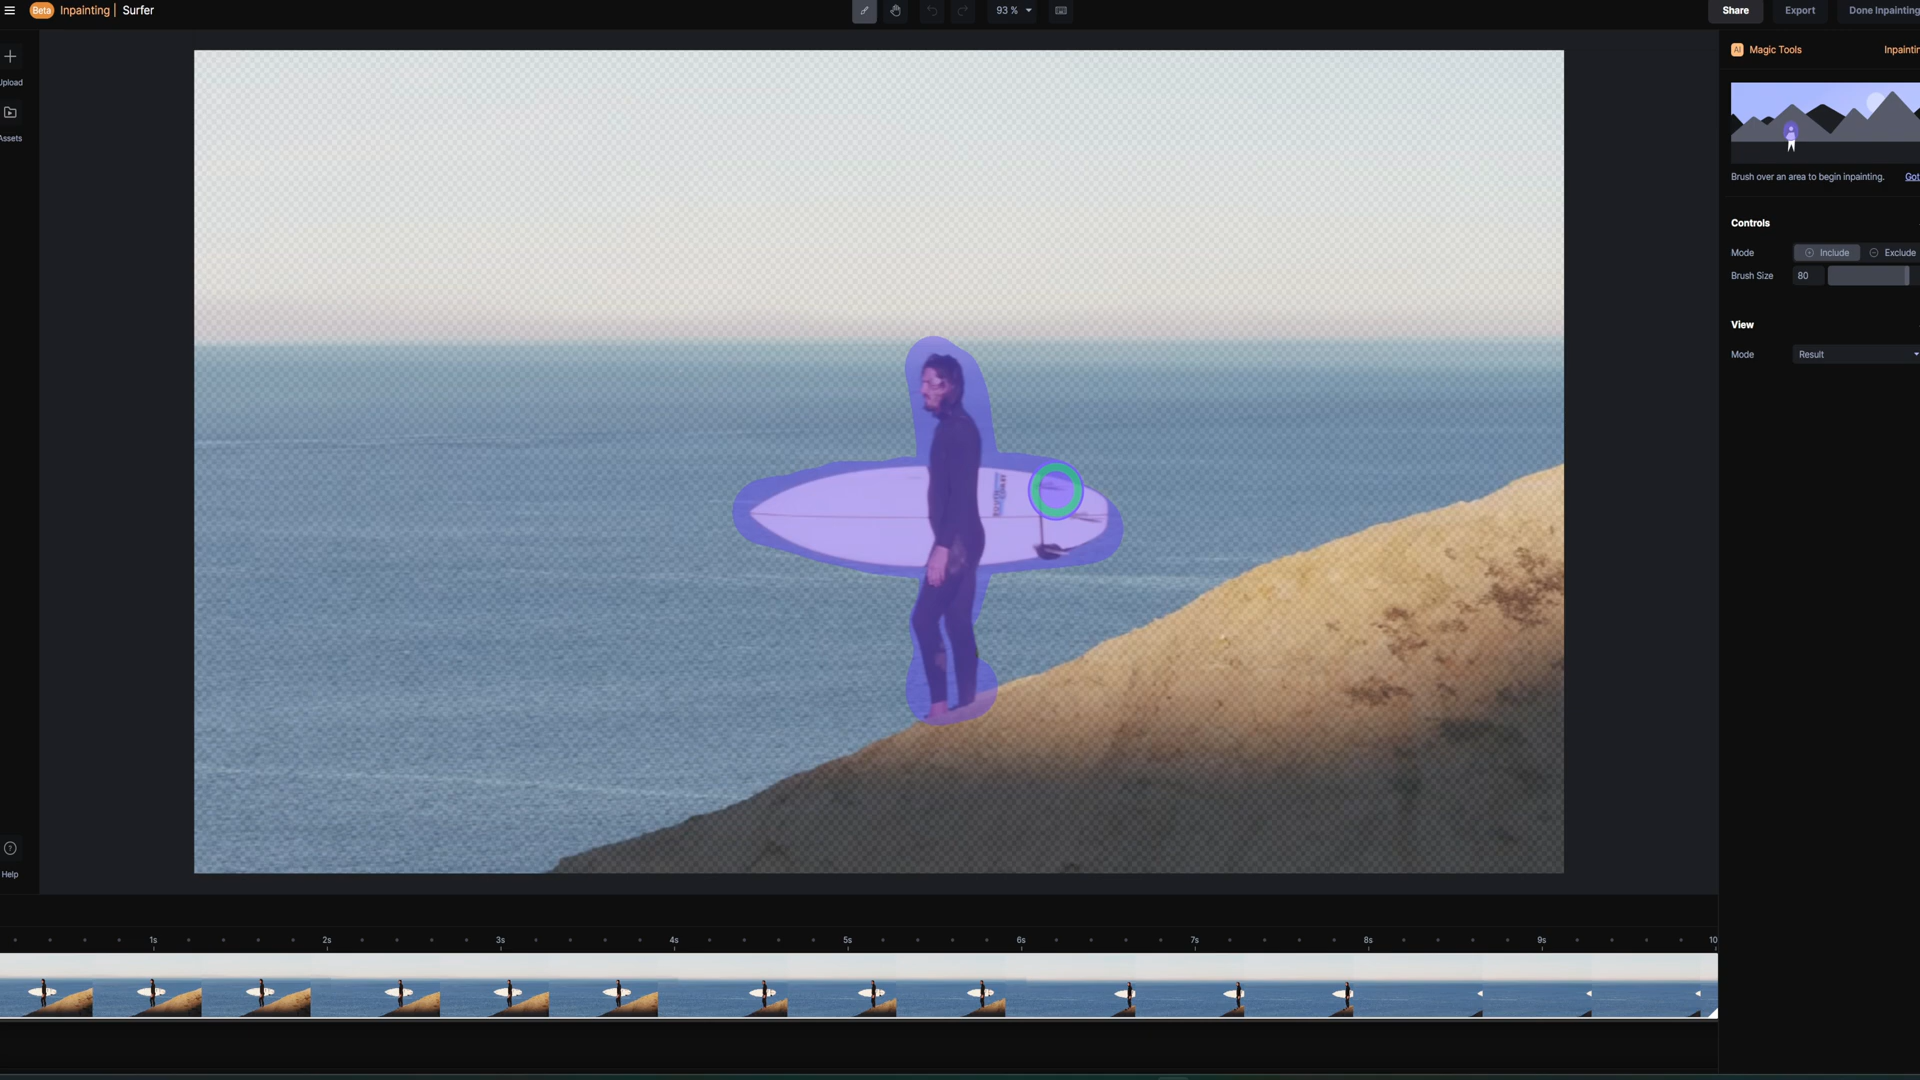 Beta Inpainting | Surfer
93 %
Share Export Done Inpainting
Upload
Assets
AI Magic Tools Inpaintin
Brush over an area to begin inpainting. Got
Controls
Mode Include Exclude
Brush Size 80
View
Mode Result
? Help
1s 2s 3s 4s 5s 6s 7s 8s 9s 10